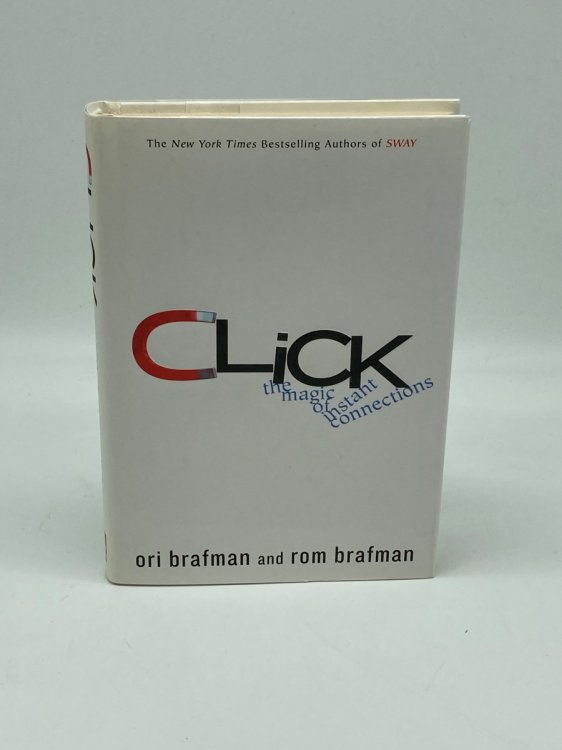 The New York Times Bestselling Authors of SWAY
CLiCK
the magic of instant connections
ori brafman and rom brafman